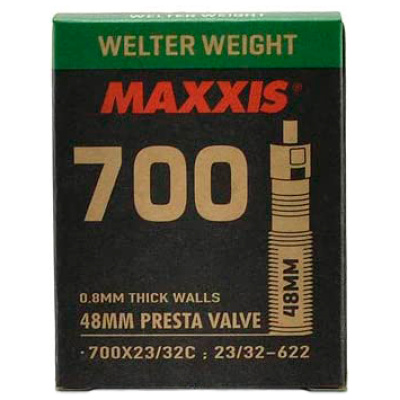 WELTER WEIGHT
MAXXIS®
700
48MM
0.8MM THICK WALLS
48MM PRESTA VALVE
·700X23/32C ; 23/32-622